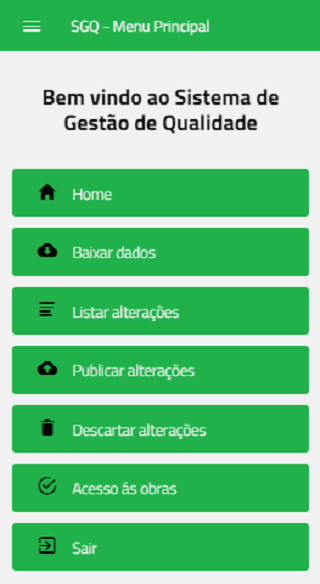 SGQ - Menu Principal
Bem vindo ao Sistema de
Gestão de Qualidade
Home
Baixar dados
Listar alterações
Publicar alterações
Descartar alterações
Acesso ás obras
Sair